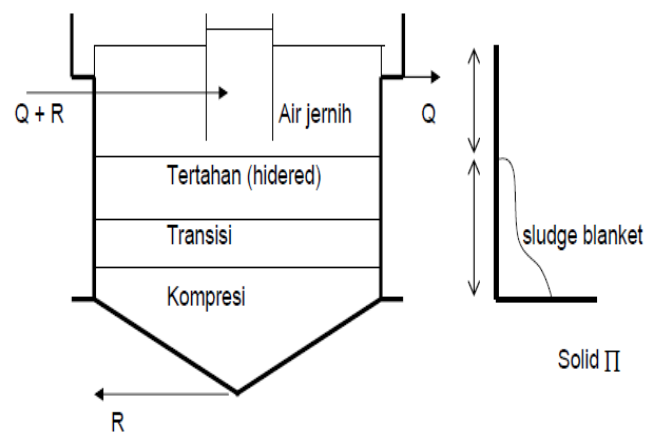 Air jernih
Q + R
Q
Tertahan (hidered)
Transisi
sludge blanket
Kompresi
Solid ∏
R